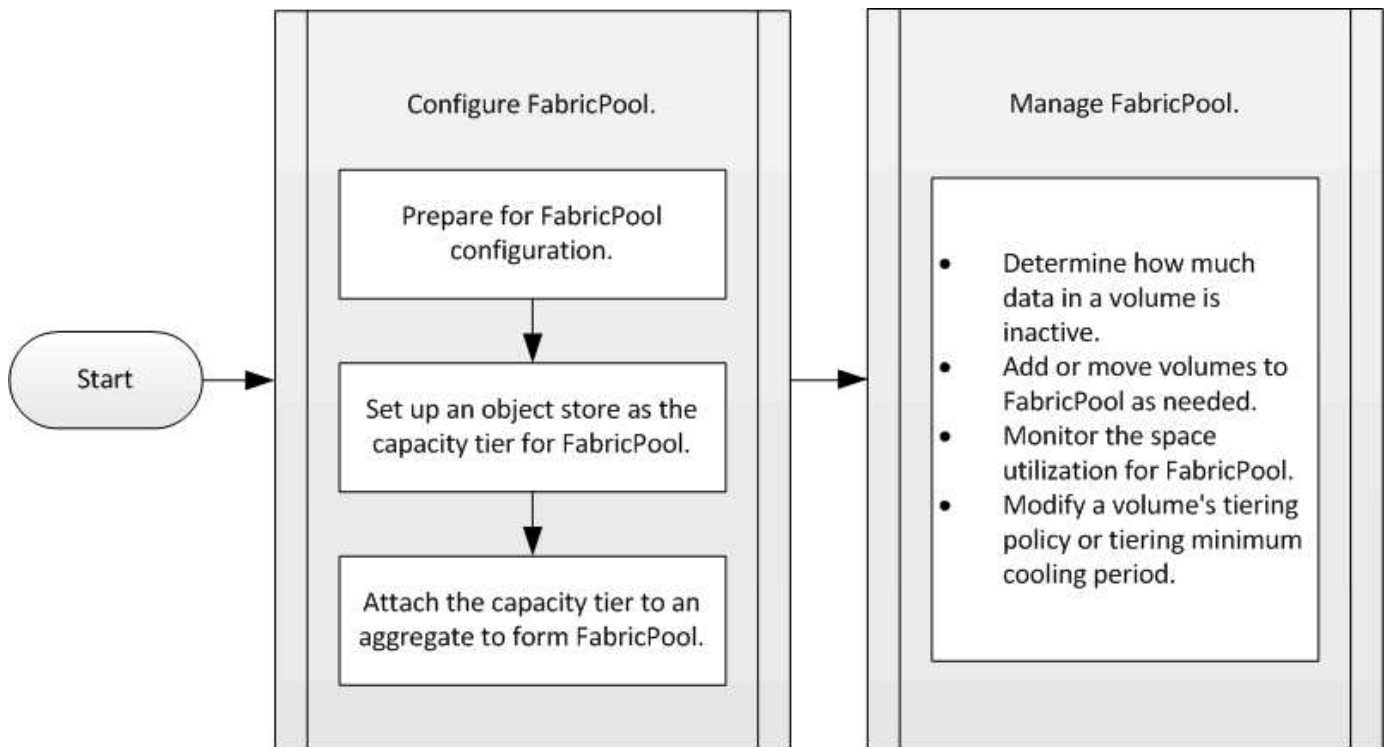 Start
Configure FabricPool.
Prepare for FabricPool
configuration.
Set up an object store as the
capacity tier for FabricPool.
Attach the capacity tier to an
aggregate to form FabricPool.
Manage FabricPool.
• Determine how much
data in a volume is
inactive.
• Add or move volumes to
FabricPool as needed.
• Monitor the space
utilization for FabricPool.
• Modify a volume's tiering
policy or tiering minimum
cooling period.